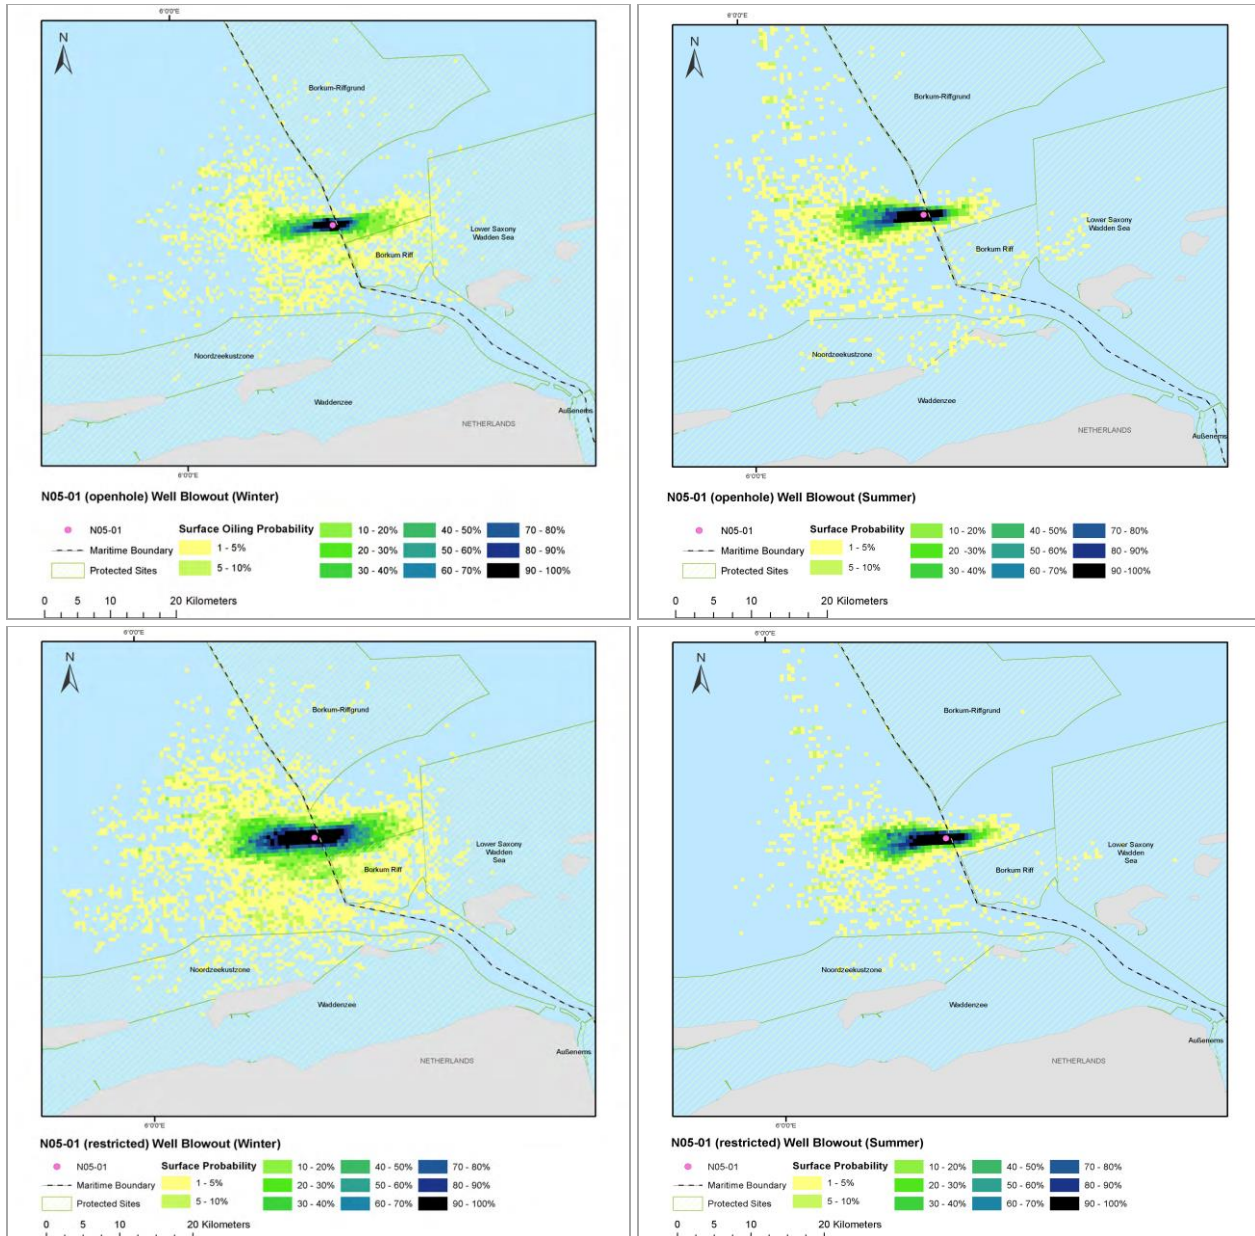 6°0'0"E
N
Borkum-Riffgrund
Lower Saxony
Wadden Sea
Borkum Riff
Noordzeekustzone
Waddenzee
NETHERLANDS
Außenems
6°0'0"E
N05-01 (openhole) Well Blowout (Winter)
N05-01
Maritime Boundary
Protected Sites
Surface Oiling Probability
1 - 5%
5 - 10%
10 - 20%
20 - 30%
30 - 40%
40 - 50%
50 - 60%
60 - 70%
70 - 80%
80 - 90%
90 - 100%
0 5 10 20 Kilometers
6°0'0"E
N
Borkum-Riffgrund
Lower Saxony
Wadden Sea
Borkum Riff
Noordzeekustzone
Waddenzee
NETHERLANDS
Außenems
6°0'0"E
N05-01 (openhole) Well Blowout (Summer)
N05-01
Maritime Boundary
Protected Sites
Surface Probability
1 - 5%
5 - 10%
10 - 20%
20 -30%
30 - 40%
40 - 50%
50 - 60%
60 - 70%
70 - 80%
80 - 90%
90 -100%
0 5 10 20 Kilometers
6°0'0"E
N
Borkum-Riffgrund
Lower Saxony
Wadden
Sea
Borkum Riff
Noordzeekustzone
Waddenzee
NETHERLANDS
Außenems
6°0'0"E
N05-01 (restricted) Well Blowout (Winter)
N05-01
Maritime Boundary
Protected Sites
Surface Probability
1 - 5%
5 - 10%
10 - 20%
20 - 30%
30 - 40%
40 - 50%
50 - 60%
60 - 70%
70 - 80%
80 - 90%
90 - 100%
0 5 10 20 Kilometers
6°0'0"E
N
Borkum-Riffgrund
Lower Saxony
Wadden
Sea
Borkum Riff
Noordzeekustzone
Waddenzee
NETHERLANDS
Außenems
6°0'0"E
N05-01 (restricted) Well Blowout (Summer)
N05-01
Maritime Boundary
Protected Sites
Surface Probability
1 - 5%
5 - 10%
10 - 20%
20 - 30%
30 - 40%
40 - 50%
50 - 60%
60 - 70%
70 - 80%
80 - 90%
90 - 100%
0 5 10 20 Kilometers